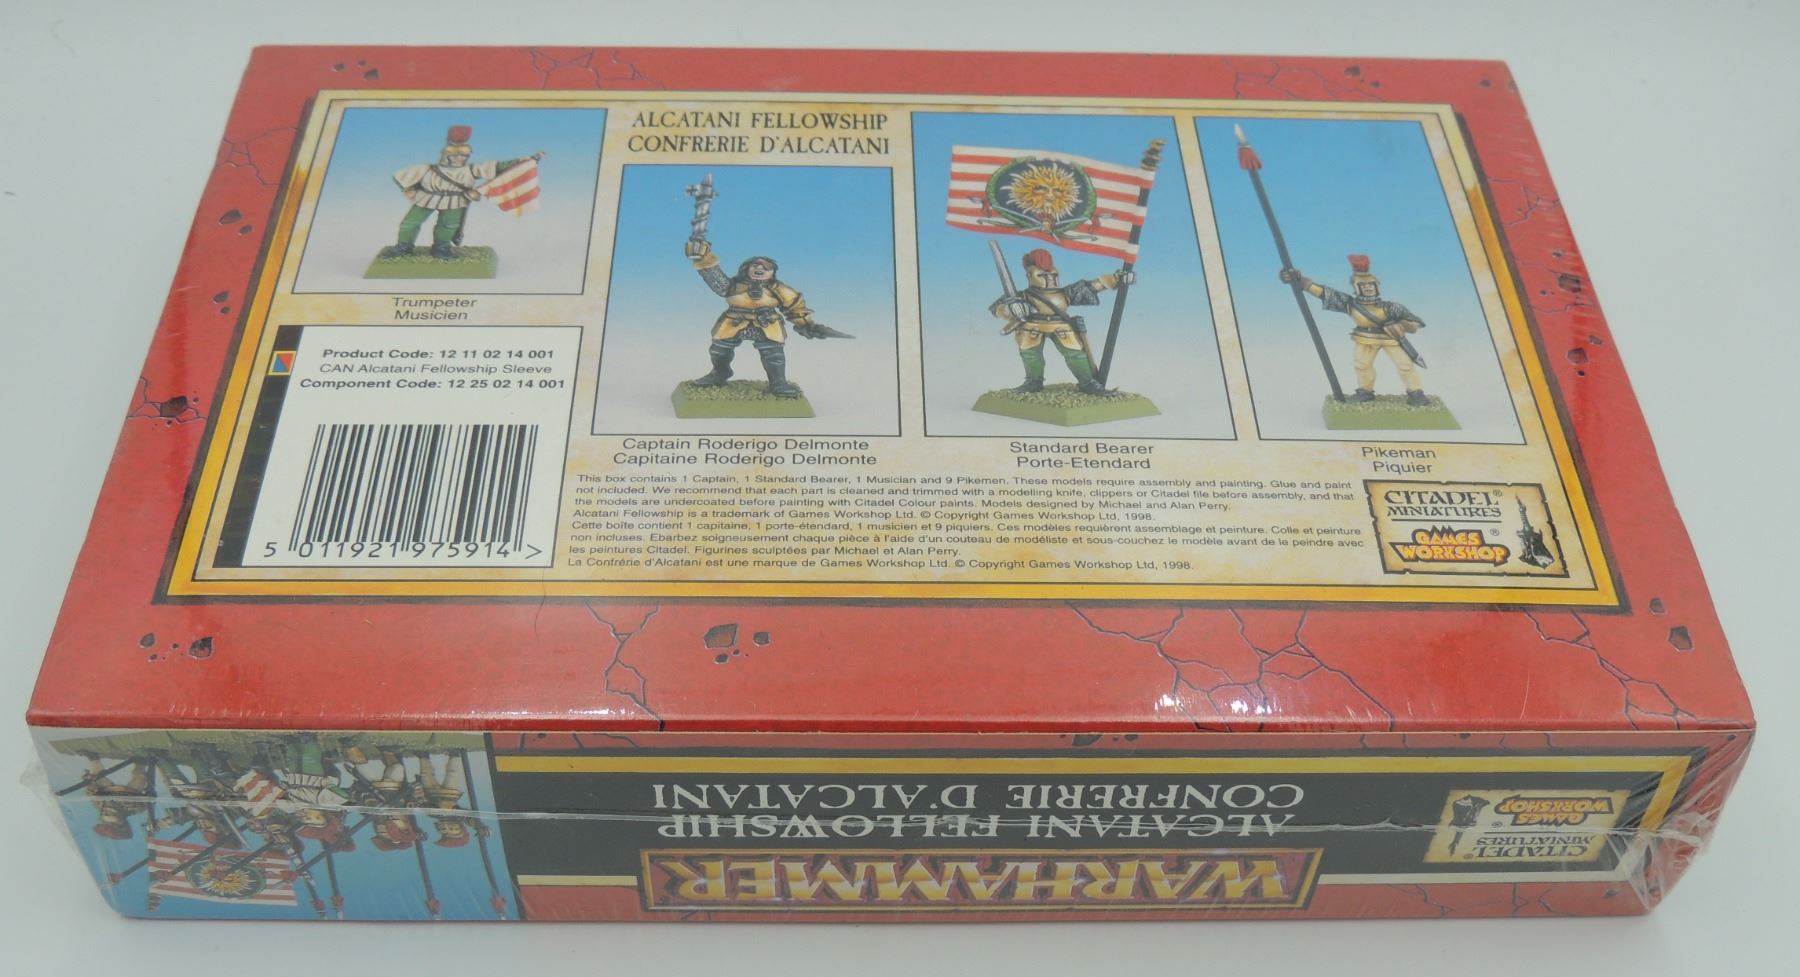 ALCATANI FELLOWSHIP
CONFRERIE D'ALCATANI
Trumpeter
Musicien
Product Code: 12 11 02 14 001
CAN Alcatani Fellowship Sleeve
Component Code: 12 25 02 14 001
5 011921 975914 >
Captain Roderigo Delmonte
Capitaine Roderigo Delmonte
Standard Bearer
Porte-Etendard
Pikeman
Piquier
This box contains 1 Captain, 1 Standard Bearer, 1 Musician and 9 Pikemen. These models require assembly and painting. Glue and paint
not included. We recommend that each part is cleaned and trimmed with a modelling knife, clippers or Citadel file before assembly, and that
the models are undercoated before painting with Citadel Colour paints. Models designed by Michael and Alan Perry.
Alcatani Fellowship is a trademark of Games Workshop Ltd. © Copyright Games Workshop Ltd, 1998.
Cette boîte contient 1 capitaine, 1 porte-étendard, 1 musicien et 9 piquiers. Ces modèles requièrent assemblage et peinture. Colle et peinture
non incluses. Ebarbez soigneusement chaque pièce à l'aide d'un couteau de modéliste et sous-couchez le modèle avant de le peindre avec
les peintures Citadel. Figurines sculptées par Michael et Alan Perry.
La Confrérie d'Alcatani est une marque de Games Workshop Ltd. © Copyright Games Workshop Ltd, 1998.
CITADEL®
MINIATURES
GAMES
WORKSHOP®
WARHAMMER
ALCATANI FELLOWSHIP
CONFRERIE D'ALCATANI
CITADEL®
MINIATURES
GAMES
WORKSHOP®